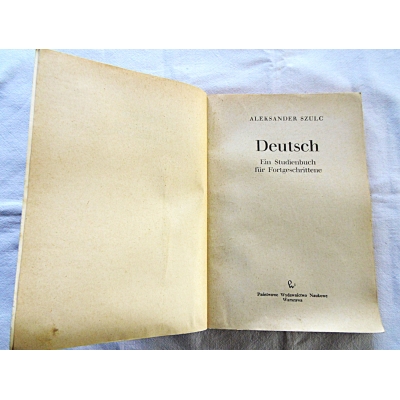 ALEKSANDER SZULC
Deutsch
Ein Studienbuch
für Fortgeschrittene
Państwowe Wydawnictwo Naukowe
Warszawa